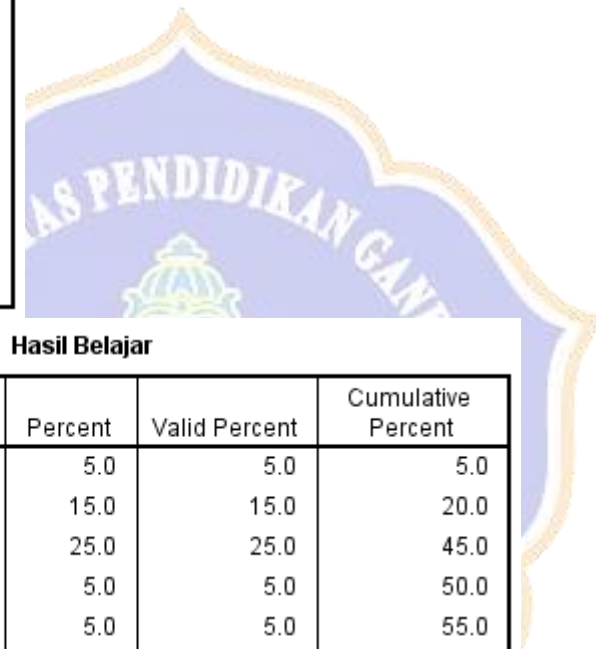 AS PENDIDIKAN GAN
Hasil Belajar
Percent Valid Percent Cumulative Percent
5.0 5.0 5.0
15.0 15.0 20.0
25.0 25.0 45.0
5.0 5.0 50.0
5.0 5.0 55.0